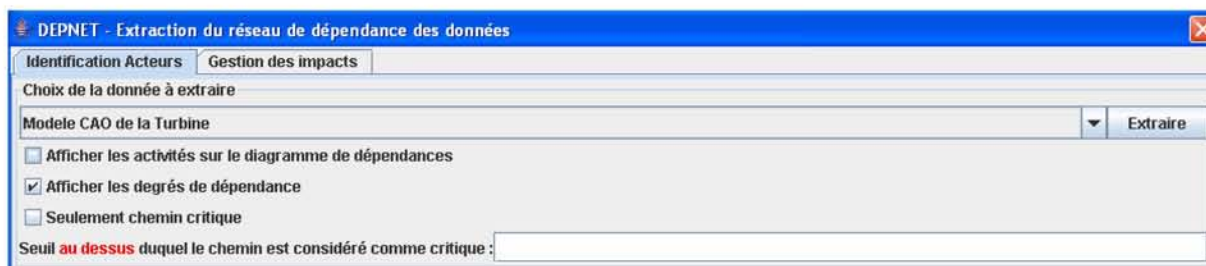 DEPNET - Extraction du réseau de dépendance des données
Identification Acteurs Gestion des impacts
Choix de la donnée à extraire
Modele CAO de la Turbine Extraire
Afficher les activités sur le diagramme de dépendances
Afficher les degrés de dépendance
Seulement chemin critique
Seuil au dessus duquel le chemin est considéré comme critique :